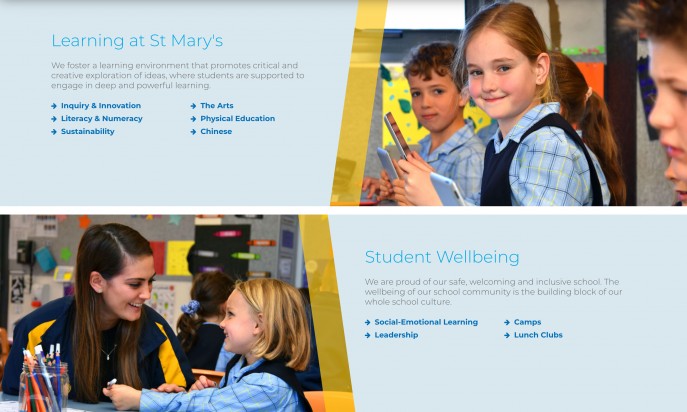 Learning at St Mary's
We foster a learning environment that promotes critical and
creative exploration of ideas, where students are supported to
engage in deep and powerful learning.
Inquiry & Innovation
Literacy & Numeracy
Sustainability
The Arts
Physical Education
Chinese
Student Wellbeing
We are proud of our safe, welcoming and inclusive school. The
wellbeing of our school community is the building block of our
whole school culture.
Social-Emotional Learning
Leadership
Camps
Lunch Clubs